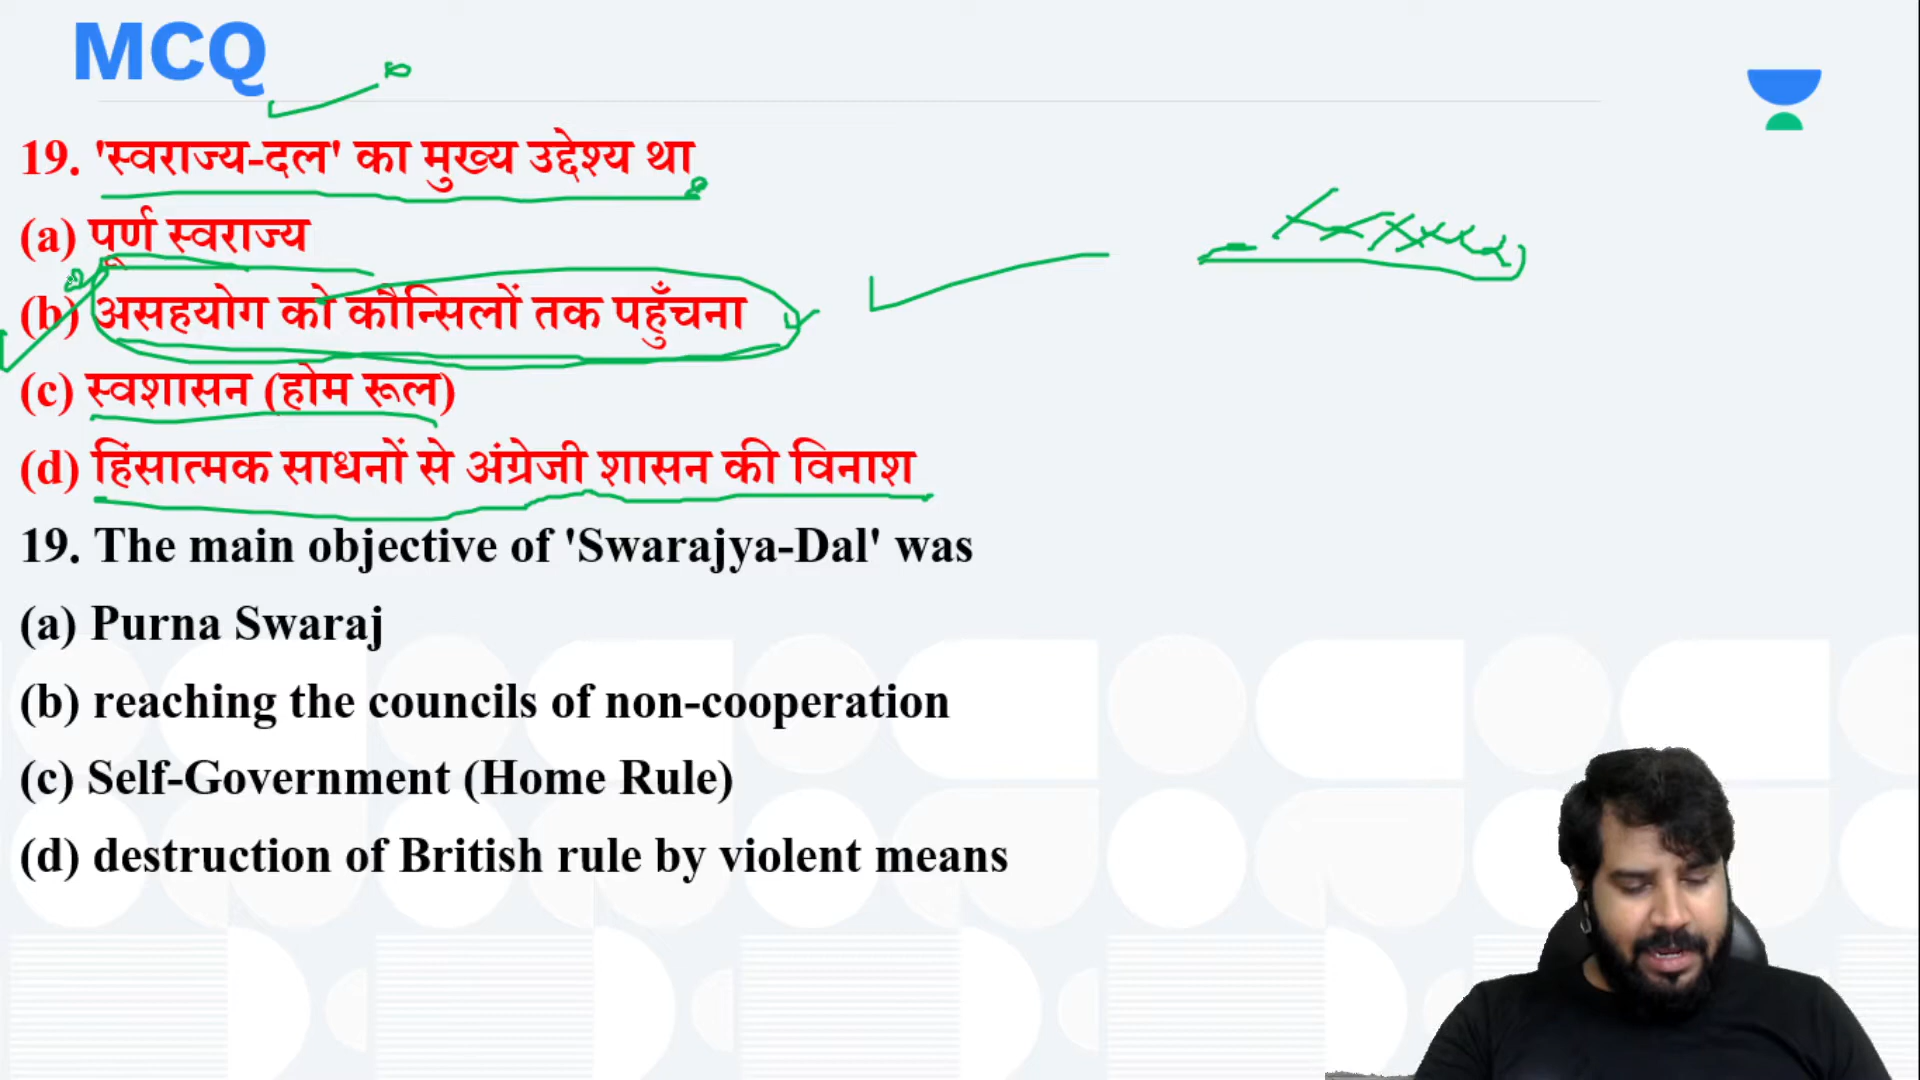 MCQ
19. 'स्वराज्य-दल' का मुख्य उद्देश्य था
(a) पूर्ण स्वराज्य
(b) असहयोग को कौन्सिलों तक पहुँचना
(c) स्वशासन (होम रूल)
(d) हिंसात्मक साधनों से अंग्रेजी शासन की विनाश
19. The main objective of 'Swarajya-Dal' was
(a) Purna Swaraj
(b) reaching the councils of non-cooperation
(c) Self-Government (Home Rule)
(d) destruction of British rule by violent means